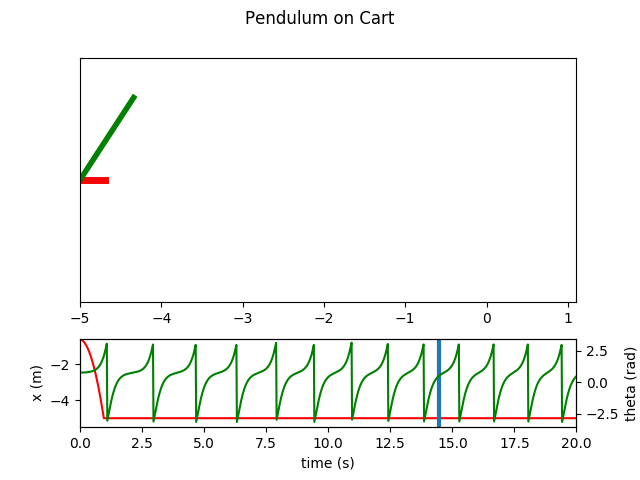 Pendulum on Cart
−5 −4 −3 −2 −1 0 1
x (m)
−2
−4
2.5
0.0
−2.5
theta (rad)
0.0 2.5 5.0 7.5 10.0 12.5 15.0 17.5 20.0
time (s)